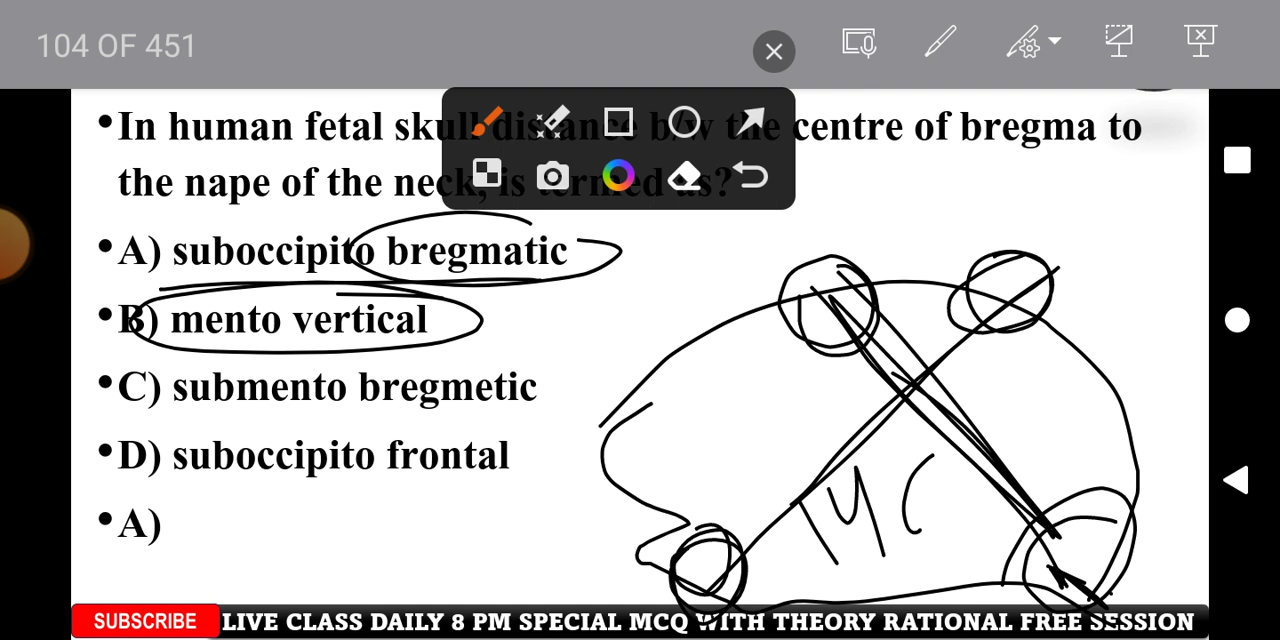 104 OF 451
•In human fetal skull distance b/w the centre of bregma to
the nape of the neck, is termed as?
•A) suboccipito bregmatic
•B) mento vertical
•C) submento bregmetic
•D) suboccipito frontal
•A)
SUBSCRIBE LIVE CLASS DAILY 8 PM SPECIAL MCQ WITH THEORY RATIONAL FREE SESSION